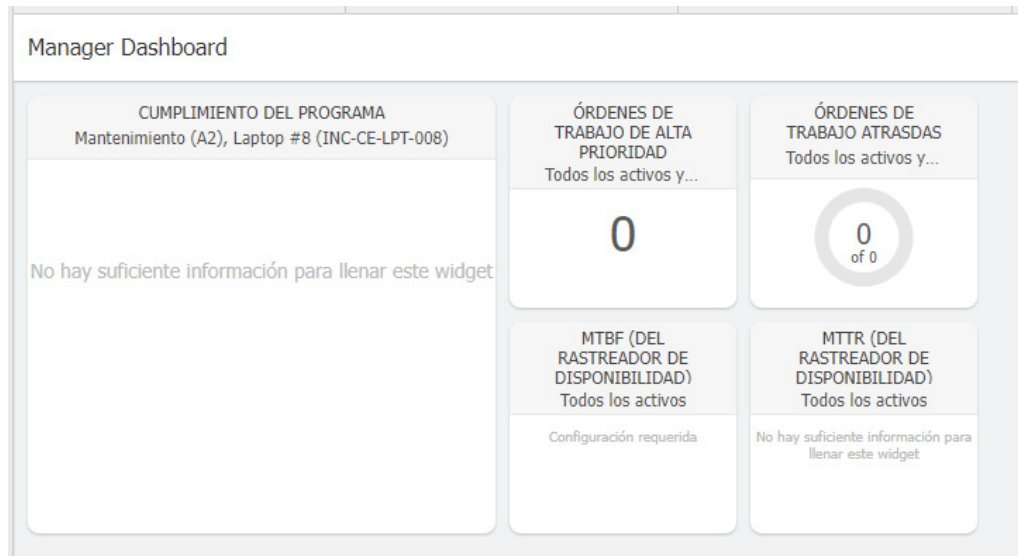 Manager Dashboard
CUMPLIMIENTO DEL PROGRAMA
Mantenimiento (A2), Laptop #8 (INC-CE-LPT-008)
No hay suficiente información para llenar este widget
ÓRDENES DE
TRABAJO DE ALTA
PRIORIDAD
Todos los activos y...
0
ÓRDENES DE
TRABAJO ATRASDAS
Todos los activos y...
0
of 0
MTBF (DEL
RASTREADOR DE
DISPONIBILIDAD)
Todos los activos
Configuración requerida
MTTR (DEL
RASTREADOR DE
DISPONIBILIDAD)
Todos los activos
No hay suficiente información para
llenar este widget